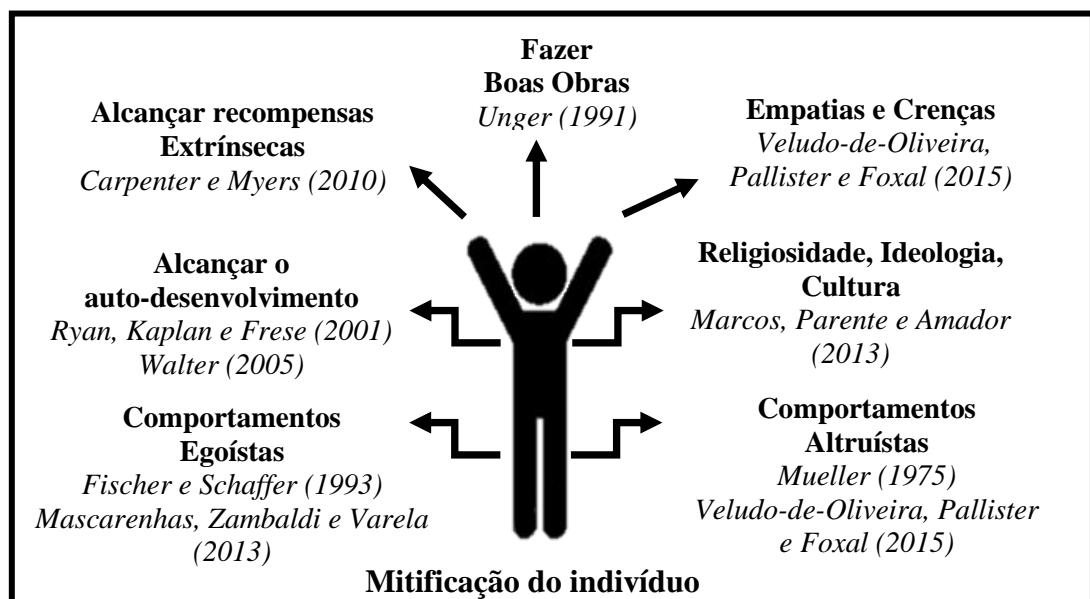 Fazer
Boas Obras
Unger (1991)
Alcançar recompensas
Extrínsecas
Carpenter e Myers (2010)
Empatias e Crenças
Veludo-de-Oliveira,
Pallister e Foxal (2015)
Alcançar o
auto-desenvolvimento
Ryan, Kaplan e Frese (2001)
Walter (2005)
Religiosidade, Ideologia,
Cultura
Marcos, Parente e Amador
(2013)
Comportamentos
Egoístas
Fischer e Schaffer (1993)
Mascarenhas, Zambaldi e Varela
(2013)
Comportamentos
Altruístas
Mueller (1975)
Veludo-de-Oliveira, Pallister
e Foxal (2015)
Mitificação do indivíduo